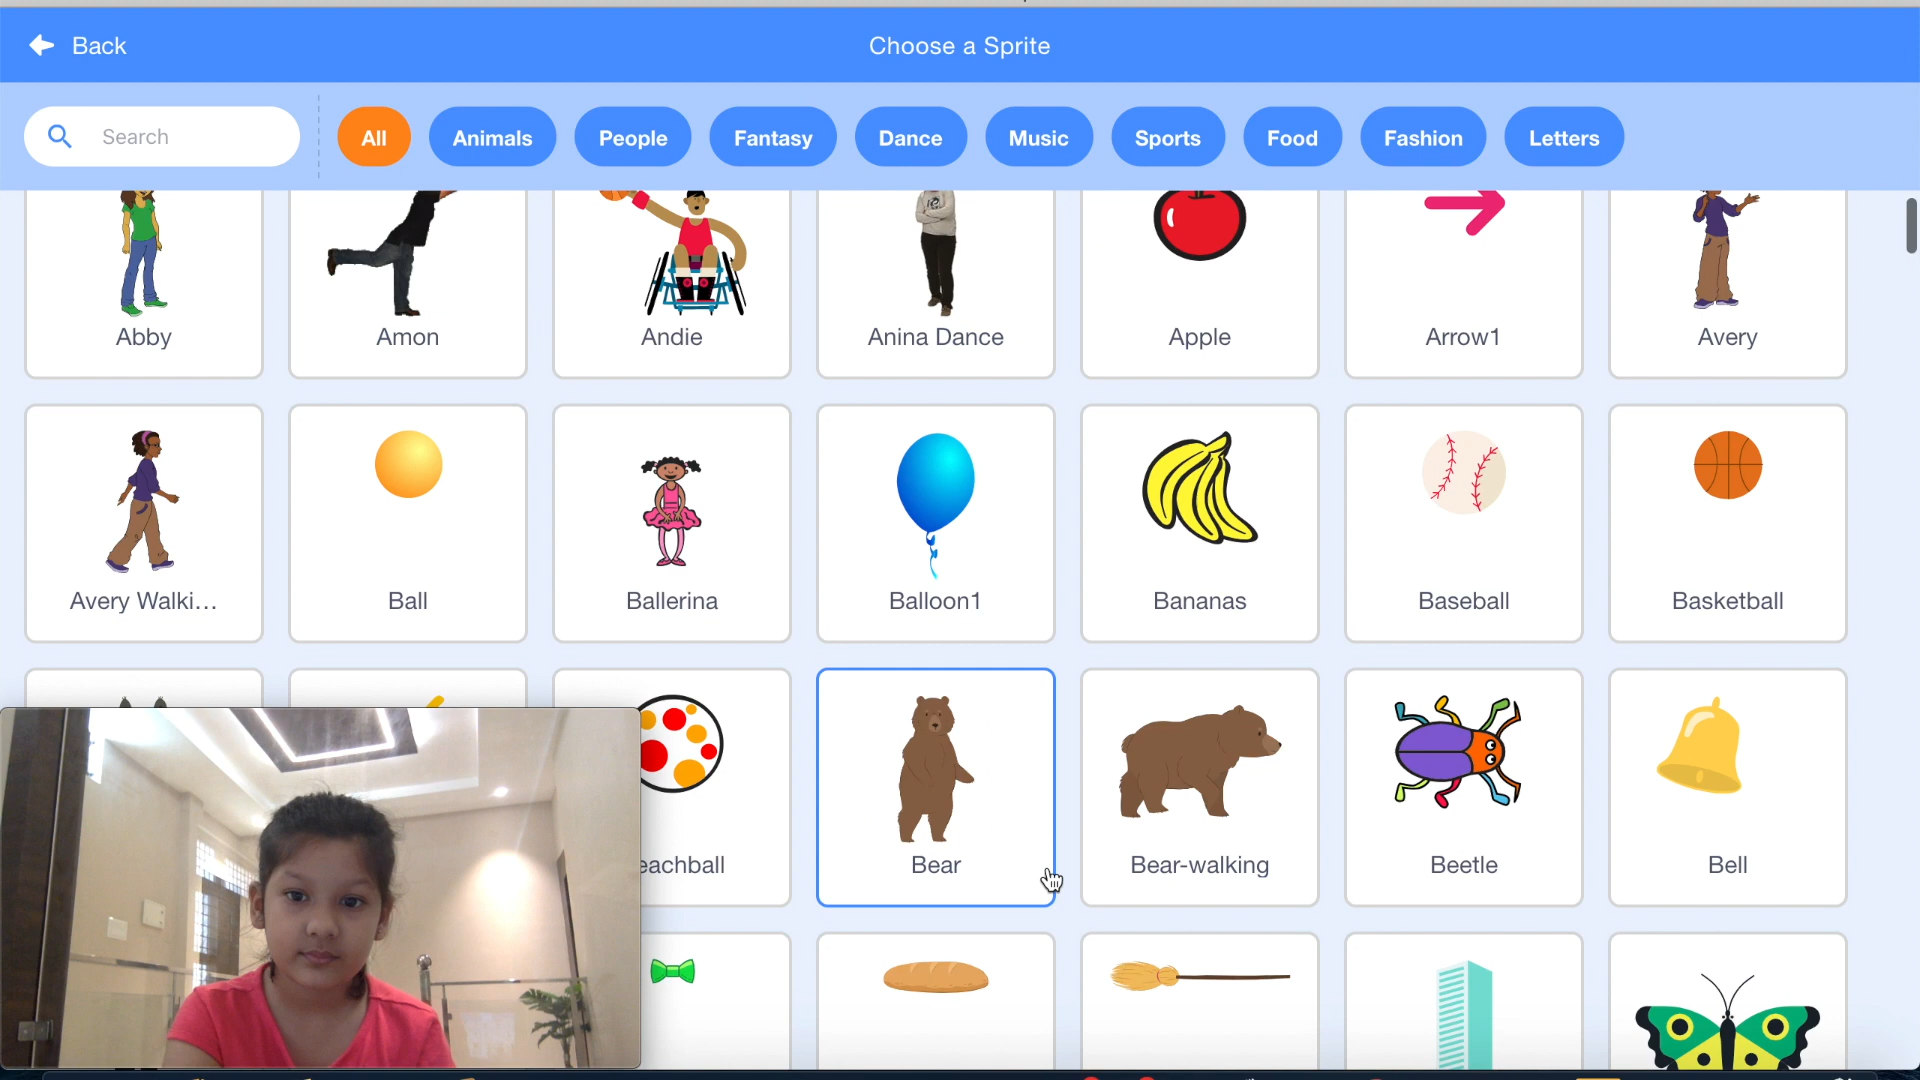 Back
Choose a Sprite
Search
All
Animals
People
Fantasy
Dance
Music
Sports
Food
Fashion
Letters
Abby
Amon
Andie
Anina Dance
Apple
Arrow1
Avery
Avery Walki...
Ball
Ballerina
Balloon1
Bananas
Baseball
Basketball
eachball
Bear
Bear-walking
Beetle
Bell